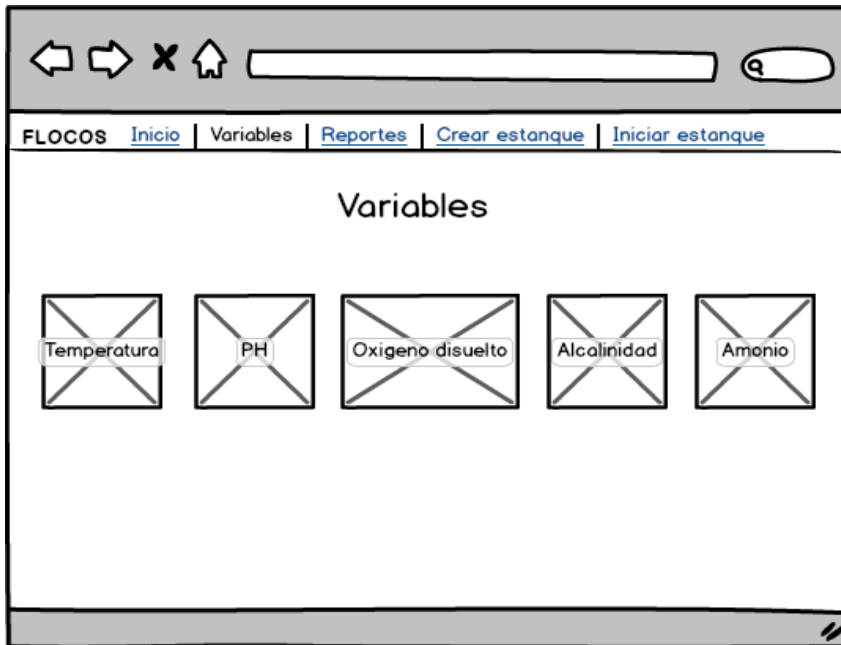 FLOCOS Inicio Variables Reportes Crear estanque Iniciar estanque
Variables
Temperatura PH Oxigeno disuelto Alcalinidad Amonio